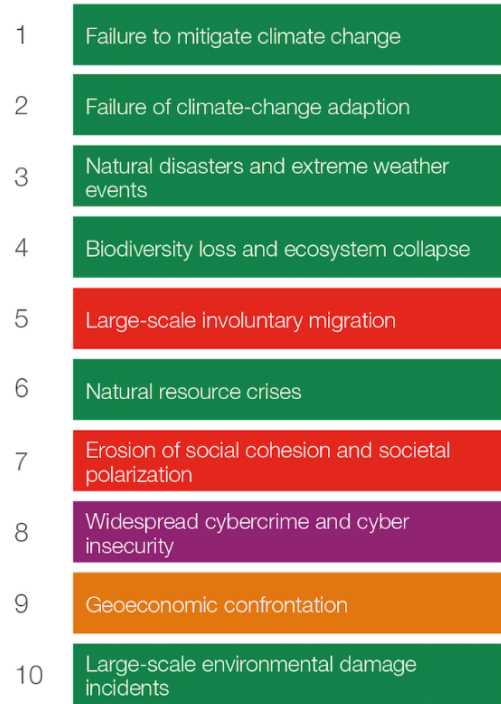 1 Failure to mitigate climate change
2 Failure of climate-change adaption
3 Natural disasters and extreme weather
events
4 Biodiversity loss and ecosystem collapse
5 Large-scale involuntary migration
6 Natural resource crises
7 Erosion of social cohesion and societal
polarization
8 Widespread cybercrime and cyber
insecurity
9 Geoeconomic confrontation
10 Large-scale environmental damage
incidents